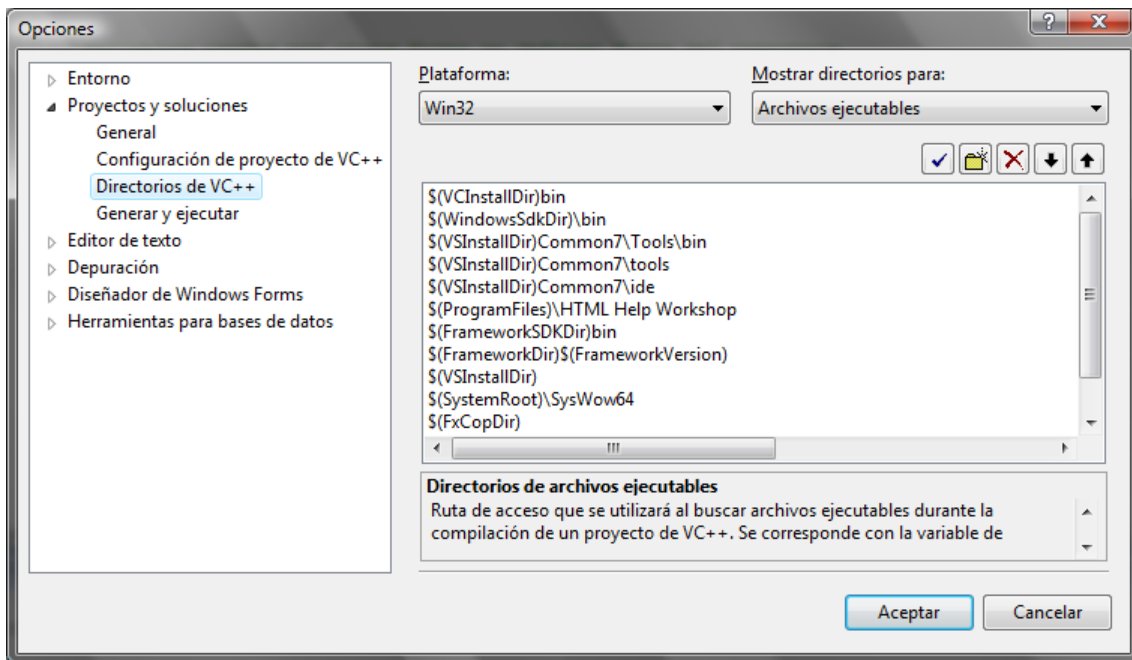 Opciones
Entorno
Proyectos y soluciones
General
Configuración de proyecto de VC++
Directorios de VC++
Generar y ejecutar
Editor de texto
Depuración
Diseñador de Windows Forms
Herramientas para bases de datos
Plataforma:
Win32
Mostrar directorios para:
Archivos ejecutables
$(VCInstallDir)bin
$(WindowsSdkDir)\bin
$(VSInstallDir)Common7\Tools\bin
$(VSInstallDir)Common7\tools
$(VSInstallDir)Common7\ide
$(ProgramFiles)\HTML Help Workshop
$(FrameworkSDKDir)bin
$(FrameworkDir)$(FrameworkVersion)
$(VSInstallDir)
$(SystemRoot)\SysWow64
$(FxCopDir)
Directorios de archivos ejecutables
Ruta de acceso que se utilizará al buscar archivos ejecutables durante la
compilación de un proyecto de VC++. Se corresponde con la variable de
Aceptar
Cancelar